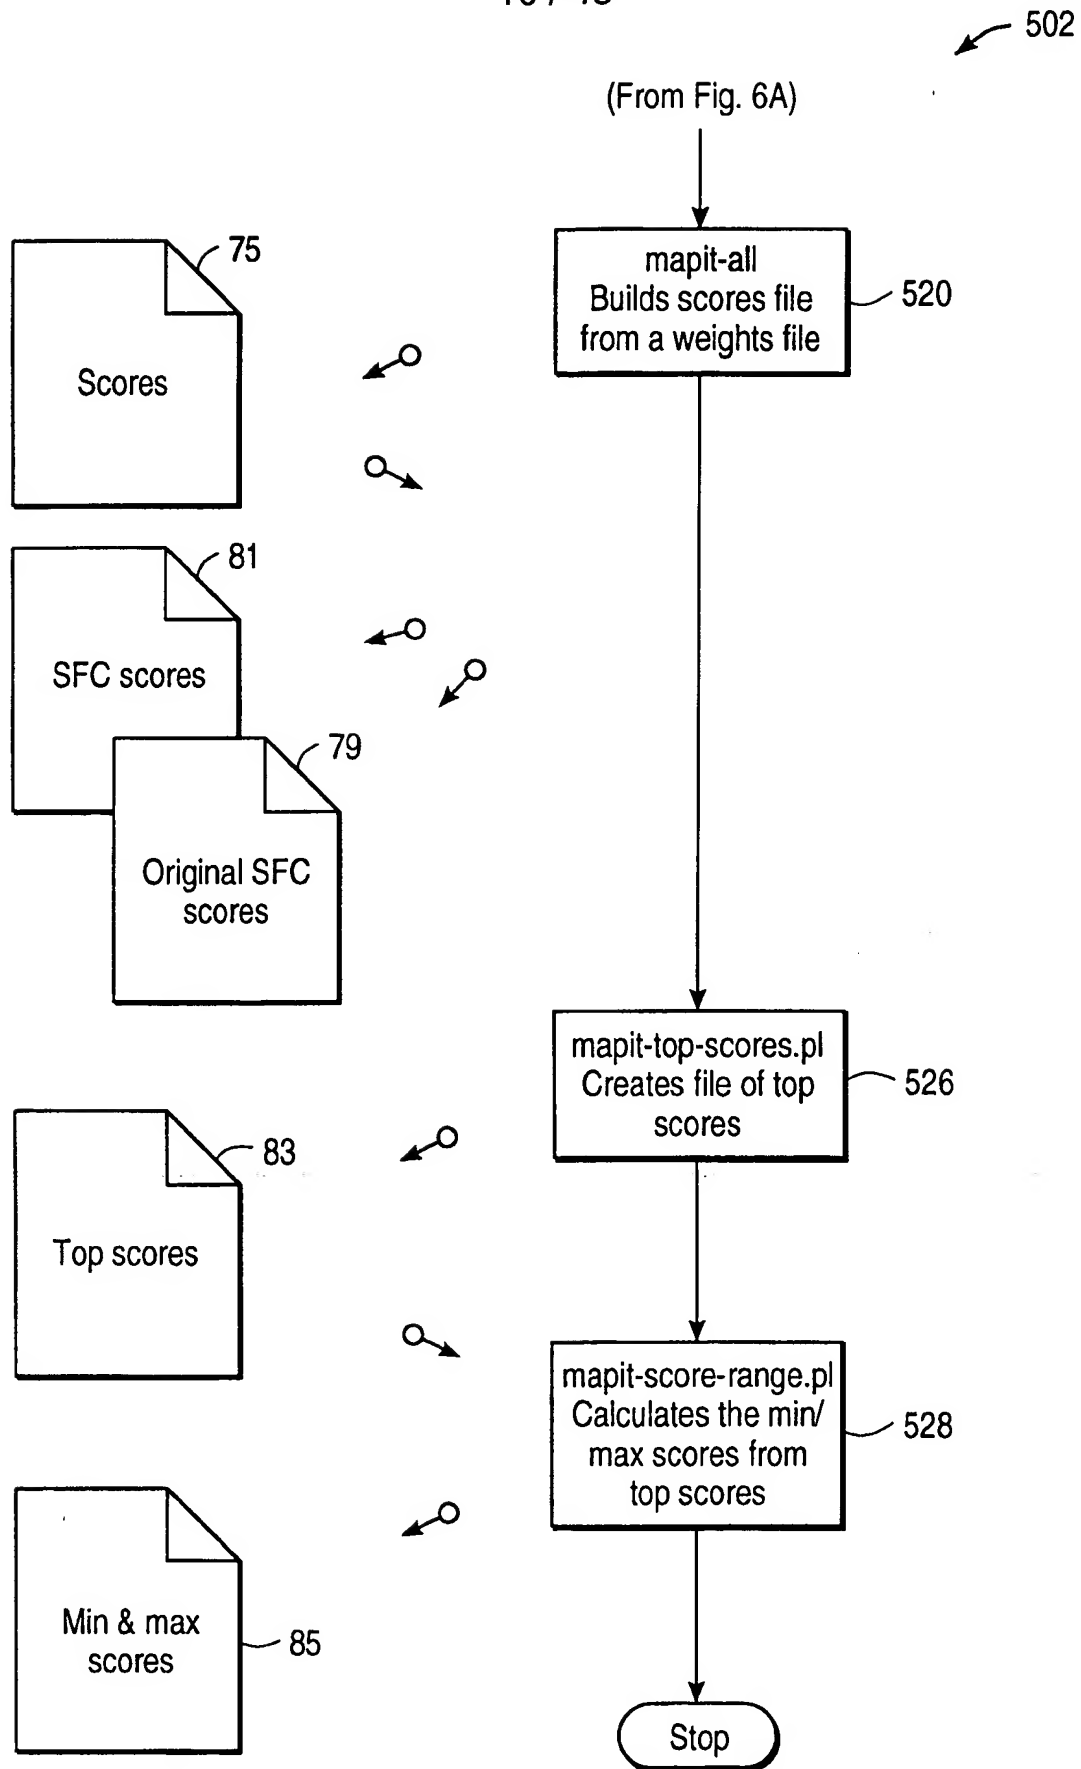 502
(From Fig. 6A)
75
mapit-all
Builds scores file
from a weights file
520
Scores
81
SFC scores
79
Original SFC
scores
mapit-top-scores.pl
Creates file of top
scores
526
83
Top scores
mapit-score-range.pl
Calculates the min/
max scores from
top scores
528
Min & max
scores
85
Stop